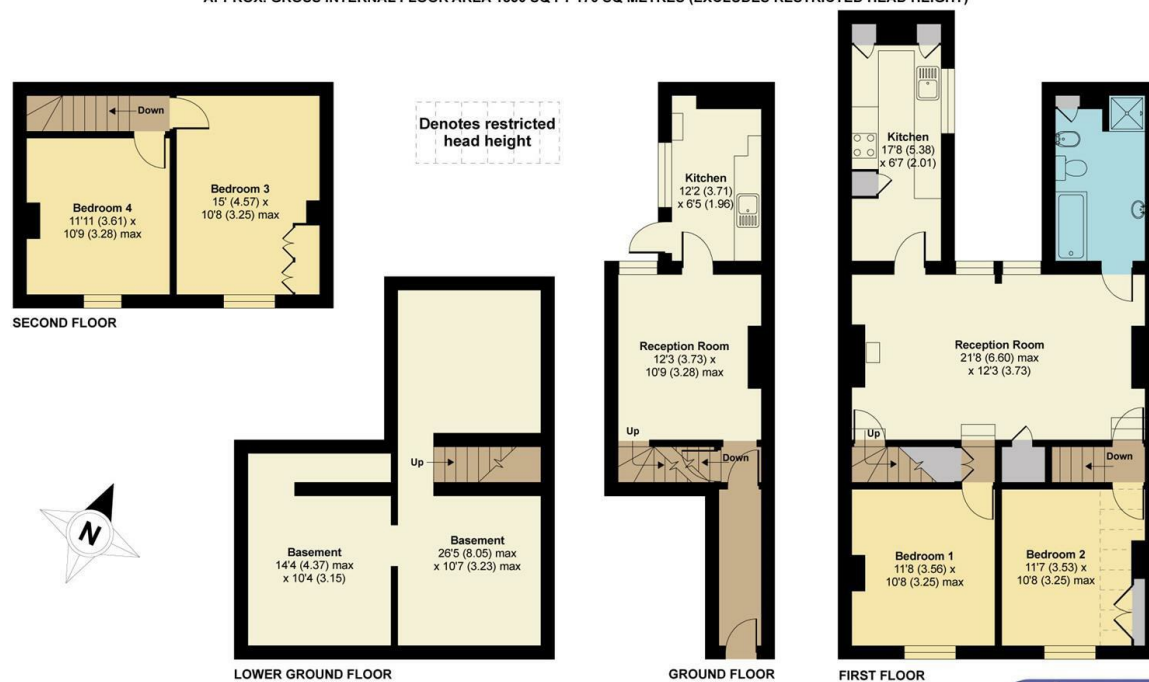 Down
Bedroom 4
11'11 (3.61) x
10'9 (3.28) max
Bedroom 3
15' (4.57) x
10'8 (3.25) max
SECOND FLOOR
Denotes restricted
head height
N
Up
Basement
14'4 (4.37) max
x 10'4 (3.15)
Basement
26'5 (8.05) max
x 10'7 (3.23) max
LOWER GROUND FLOOR
Kitchen
12'2 (3.71)
x 6'5 (1.96)
Reception Room
12'3 (3.73) x
10'9 (3.28) max
Up
Down
GROUND FLOOR
Kitchen
17'8 (5.38)
x 6'7 (2.01)
Reception Room
21'8 (6.60) max
x 12'3 (3.73)
Up
Down
Bedroom 1
11'8 (3.56) x
10'8 (3.25) max
Bedroom 2
11'7 (3.53) x
10'8 (3.25) max
FIRST FLOOR